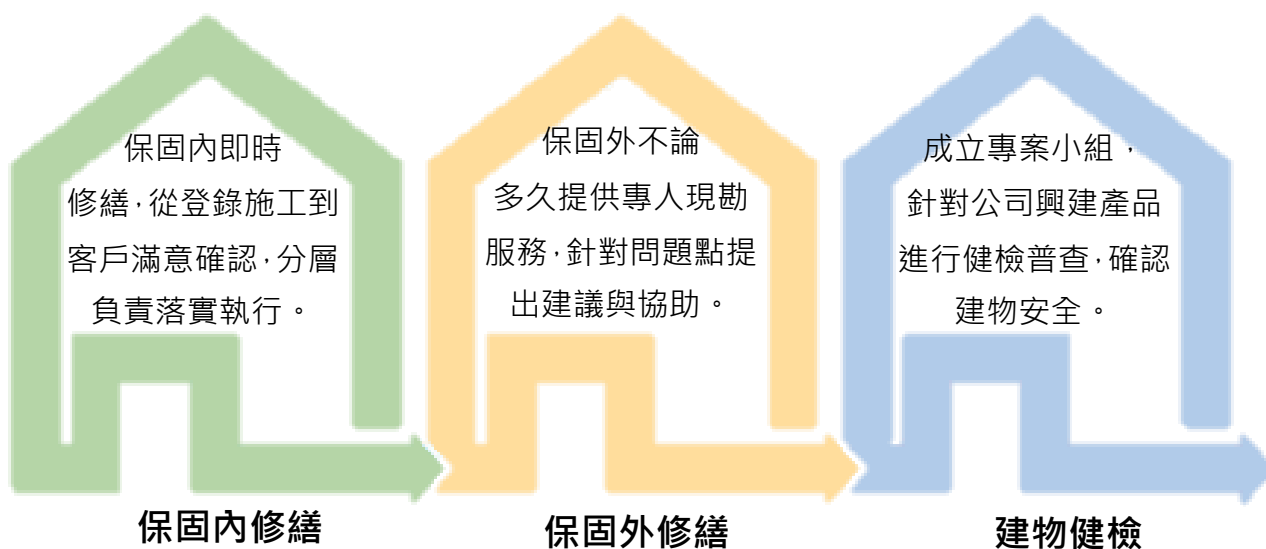 保固內即時
修繕，從登錄施工到
客戶滿意確認，分層
負責落實執行。
保固內修繕
保固外不論
多久提供專人現勘
服務，針對問題點提
出建議與協助。
保固外修繕
成立專案小組，
針對公司興建產品
進行健檢普查，確認
建物安全。
建物健檢